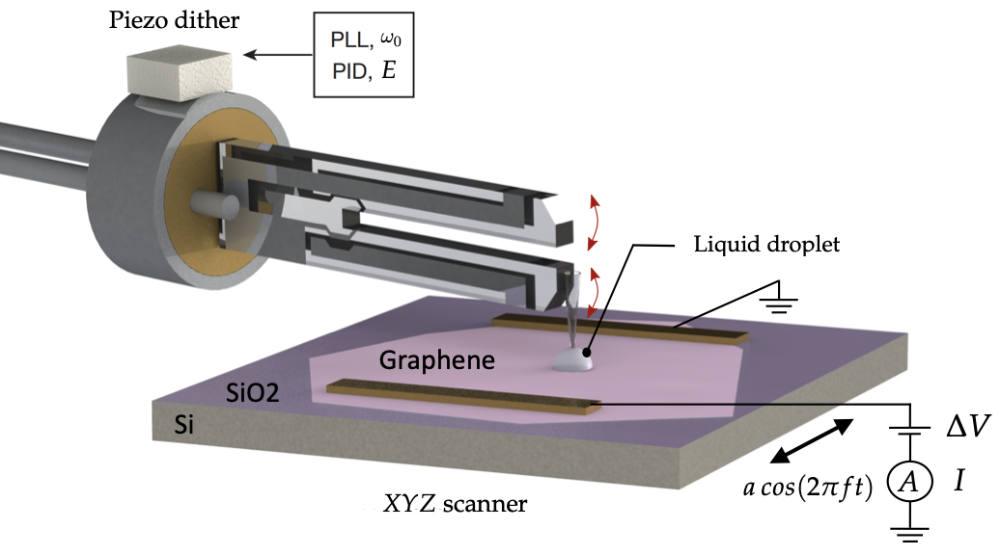 Piezo dither
PLL, ω₀
PID, E
Liquid droplet
Graphene
SiO2
Si
ΔV
a cos(2πft)
A
I
XYZ scanner